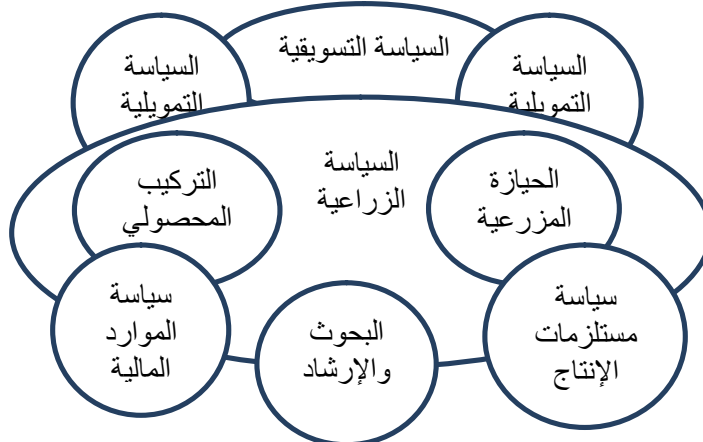 السياسة التسويقية
السياسة
التمويلية
السياسة
التمويلية
السياسة
الزراعية
الحيازة
المزرعية
التركيب
المحصولي
سياسة
مستلزمات
الإنتاج
البحوث
والإرشاد
سياسة
الموارد
المالية